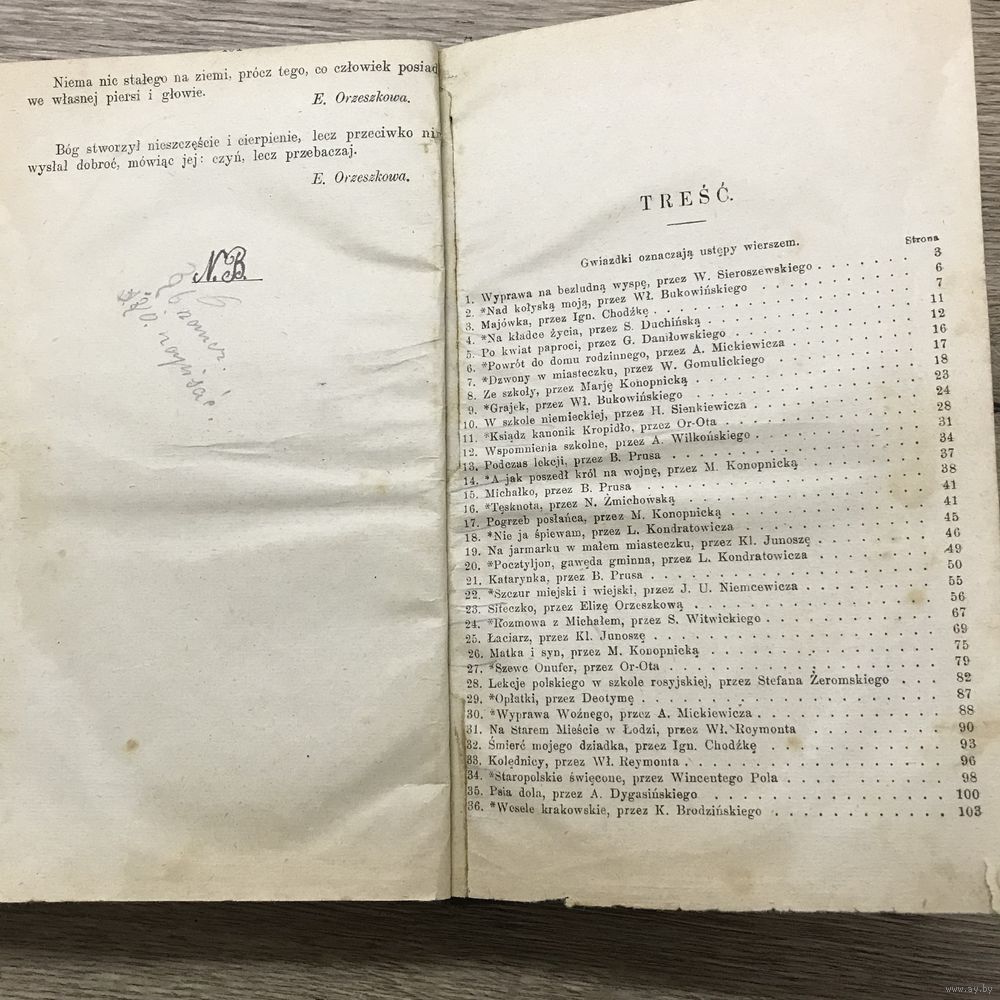 Niema nic stałego na ziemi, prócz tego, co człowiek posiad
we własnej piersi i głowie.
E. Orzeszkowa.
Bóg stworzył nieszczęście i cierpienie, lecz przeciwko nim
wysłał dobroć, mówiąc jej: czyń, lecz przebaczaj.
E. Orzeszkowa.
N.B.
napisać.
TREŚĆ.
Gwiazdki oznaczają ustępy wierszem.
Strona
1. Wyprawa na bezludną wyspę, przez W. Sieroszewskiego . . . . . . 3
2. *Nad kołyską moją, przez Wł. Bukowińskiego . . . . . . 6
3. Majówka, przez Ign. Chodźkę . . . . . . 7
4. *Na kładce życia, przez S. Duchińską . . . . . . 11
5. Po kwiat paproci, przez G. Daniłowskiego . . . . . . 12
6. *Powrót do domu rodzinnego, przez A. Mickiewicza . . . . . . 16
7. *Dzwony w miasteczku, przez W. Gomulickiego . . . . . . 17
8. Ze szkoły, przez Marję Konopnicką . . . . . . 18
9. *Grajek, przez Wł. Bukowińskiego . . . . . . 23
10. W szkole niemieckiej, przez H. Sienkiewicza . . . . . . 24
11. *Ksiądz kanonik Kropidło, przez Or-Ota . . . . . . 28
12. Wspomnienia szkolne, przez A. Wilkońskiego . . . . . . 31
13. Podczas lekcji, przez B. Prusa . . . . . . 34
14. *A jak poszedł król na wojnę, przez M. Konopnicką . . . . . . 37
15. Michałko, przez B. Prusa . . . . . . 38
16. *Tęsknota, przez N. Żmichowską . . . . . . 41
17. Pogrzeb posłańca, przez M. Konopnicką . . . . . . 41
18. *Nie ja śpiewam, przez L. Kondratowicza . . . . . . 45
19. Na jarmarku w małem miasteczku, przez Kl. Junoszę . . . . . . 46
20. *Pocztyljon, gawęda gminna, przez L. Kondratowicza . . . . . . 49
21. Katarynka, przez B. Prusa . . . . . . 50
22. *Szczur miejski i wiejski, przez J. U. Niemcewicza . . . . . . 55
23. Siteczko, przez Elizę Orzeszkową . . . . . . 56
24. *Rozmowa z Michałem, przez S. Witwickiego . . . . . . 67
25. Łaciarz, przez Kl. Junoszę . . . . . . 69
26. Matka i syn, przez M. Konopnicką . . . . . . 75
27. *Szewc Onufer, przez Or-Ota . . . . . . 79
28. Lekcje polskiego w szkole rosyjskiej, przez Stefana Żeromskiego . . . 82
29. *Opłatki, przez Deotymę . . . . . . 87
30. *Wyprawa Woźnego, przez A. Mickiewicza . . . . . . 88
31. Na Starem Mieście w Łodzi, przez Wł. Reymonta . . . . . . 90
32. Śmierć mojego dziadka, przez Ign. Chodźkę . . . . . . 93
33. Kolędnicy, przez Wł. Reymonta . . . . . . 96
34. *Staropolskie święcone, przez Wincentego Pola . . . . . . 98
35. Psia dola, przez A. Dygasińskiego . . . . . . 100
36. *Wesele krakowskie, przez K. Brodzińskiego . . . . . . 103
www.ay.by